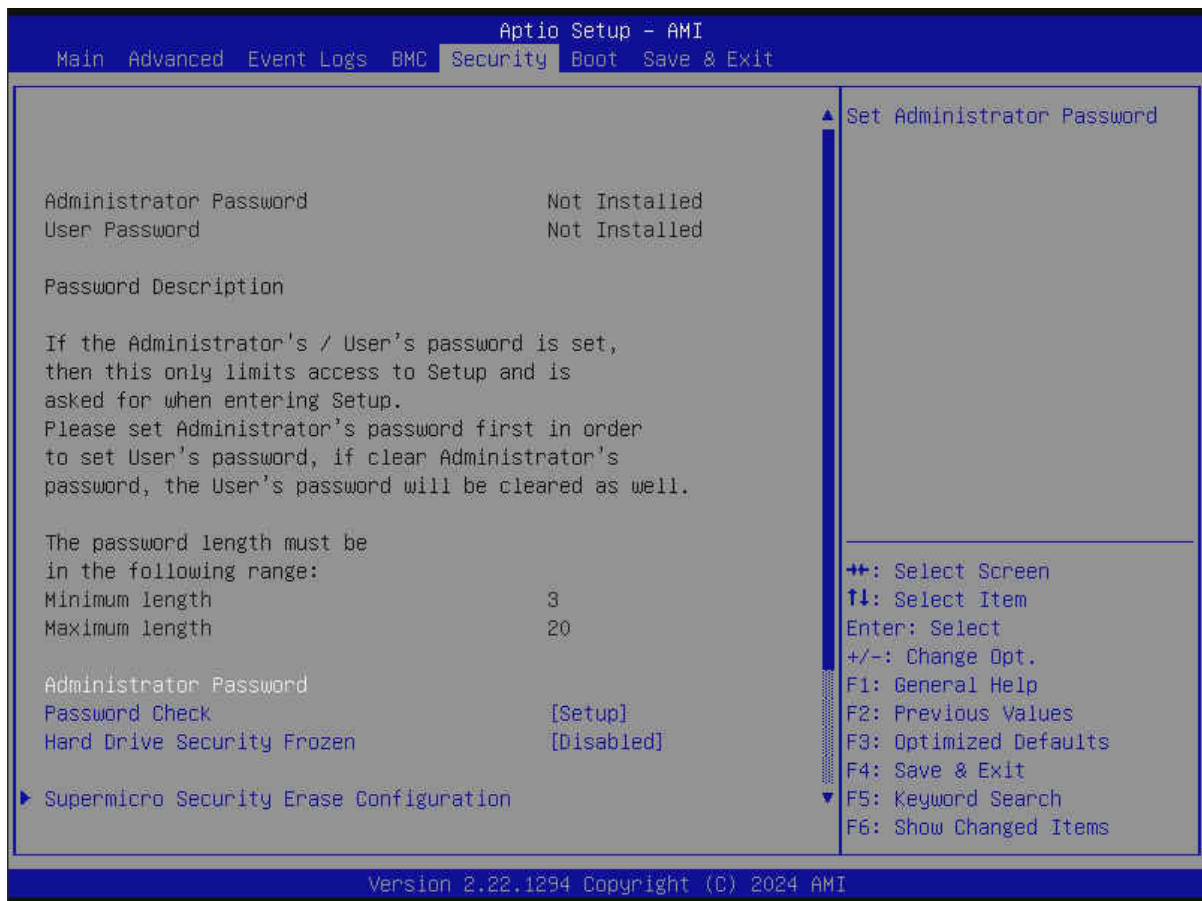 Aptio Setup - AMI
Main Advanced Event Logs BMC Security Boot Save & Exit
Set Administrator Password
Administrator Password Not Installed
User Password Not Installed
Password Description
If the Administrator's / User's password is set,
then this only limits access to Setup and is
asked for when entering Setup.
Please set Administrator's password first in order
to set User's password, if clear Administrator's
password, the User's password will be cleared as well.
The password length must be
in the following range:
Minimum length 3
Maximum length 20
Administrator Password
Password Check [Setup]
Hard Drive Security Frozen [Disabled]
▶ Supermicro Security Erase Configuration
→←: Select Screen
↑↓: Select Item
Enter: Select
+/-: Change Opt.
F1: General Help
F2: Previous Values
F3: Optimized Defaults
F4: Save & Exit
F5: Keyword Search
F6: Show Changed Items
Version 2.22.1294 Copyright (C) 2024 AMI